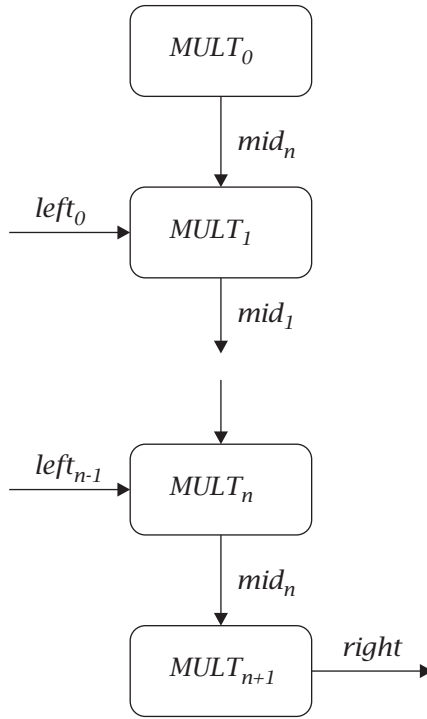 MULT₀
midₙ
left₀
MULT₁
mid₁
leftₙ₋₁
MULTₙ
midₙ
right
MULTₙ₊₁